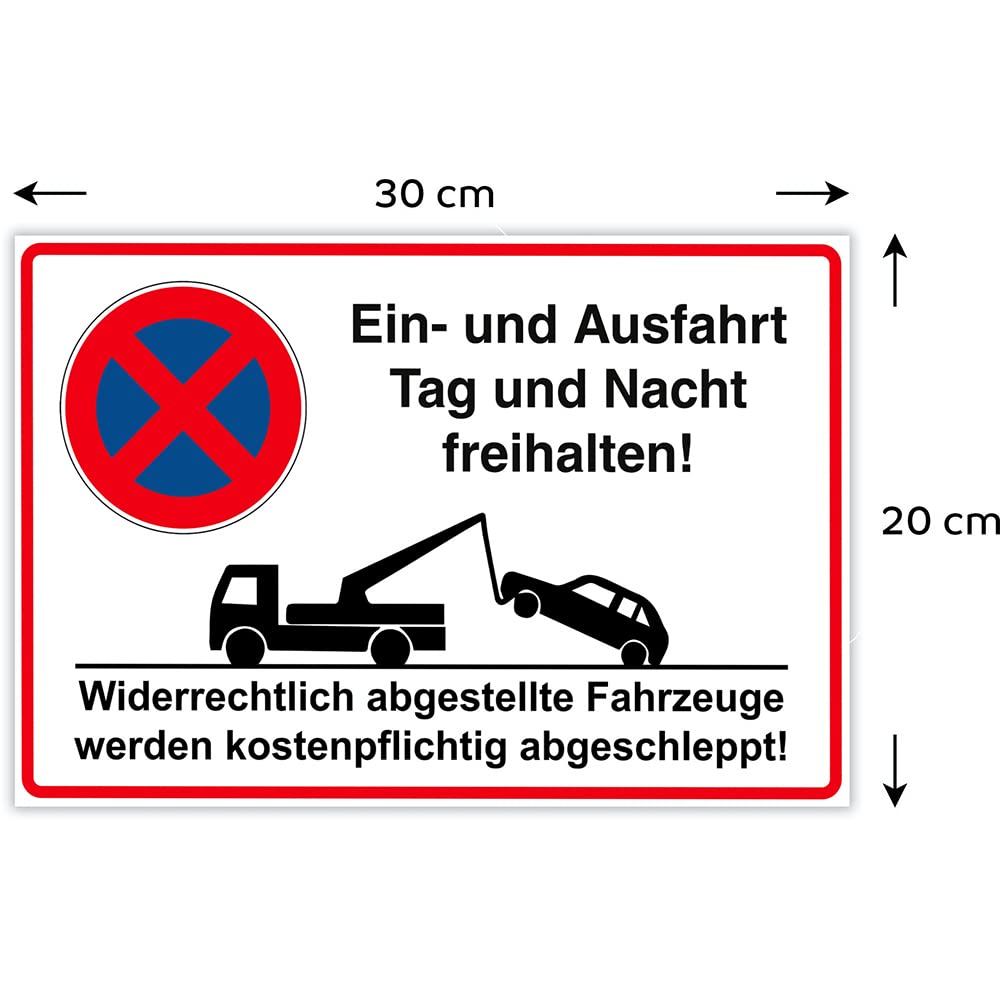 30 cm
Ein- und Ausfahrt
Tag und Nacht
freihalten!
20 cm
Widerrechtlich abgestellte Fahrzeuge
werden kostenpflichtig abgeschleppt!